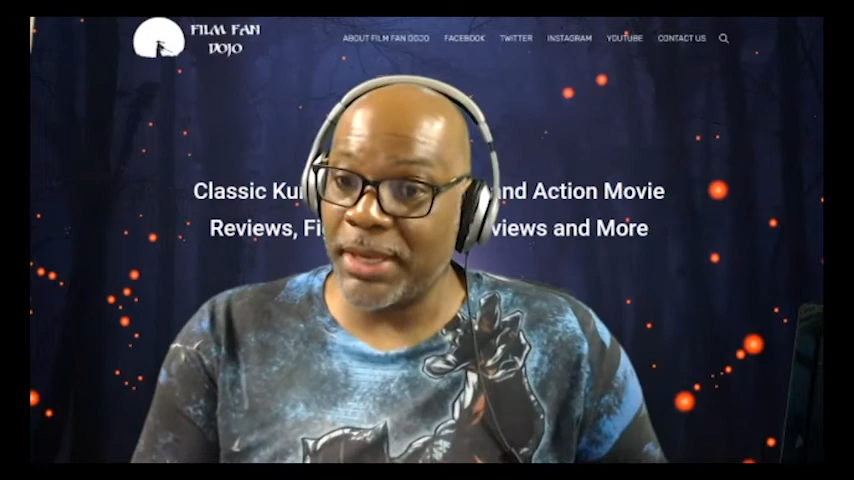 FILM FAN
DOJO
ABOUT FILM FAN DOJO FACEBOOK TWITTER INSTAGRAM YOUTUBE CONTACT US
Classic Ku and Action Movie
Reviews, Fi views and More